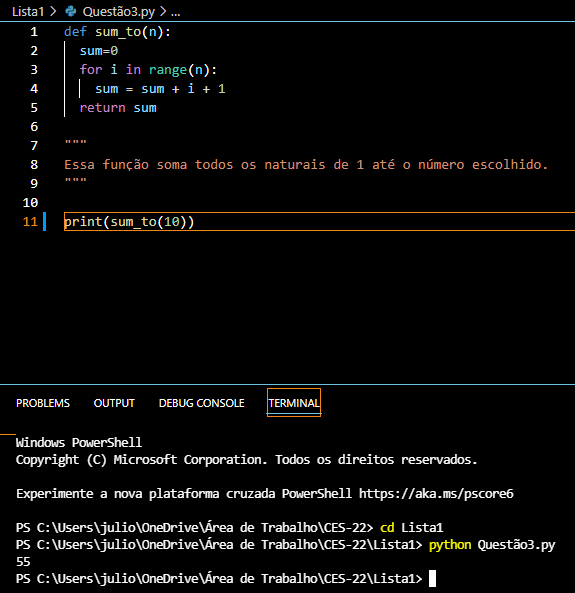 Lista1 > Questão3.py > ...
1 def sum_to(n):
2 sum=0
3 for i in range(n):
4 sum = sum + i + 1
5 return sum
6
7 """
8 Essa função soma todos os naturais de 1 até o número escolhido.
9 """
10
11 print(sum_to(10))
PROBLEMS OUTPUT DEBUG CONSOLE TERMINAL
Windows PowerShell
Copyright (C) Microsoft Corporation. Todos os direitos reservados.
Experimente a nova plataforma cruzada PowerShell https://aka.ms/pscore6
PS C:\Users\julio\OneDrive\Área de Trabalho\CES-22> cd Lista1
PS C:\Users\julio\OneDrive\Área de Trabalho\CES-22\Lista1> python Questão3.py
55
PS C:\Users\julio\OneDrive\Área de Trabalho\CES-22\Lista1>